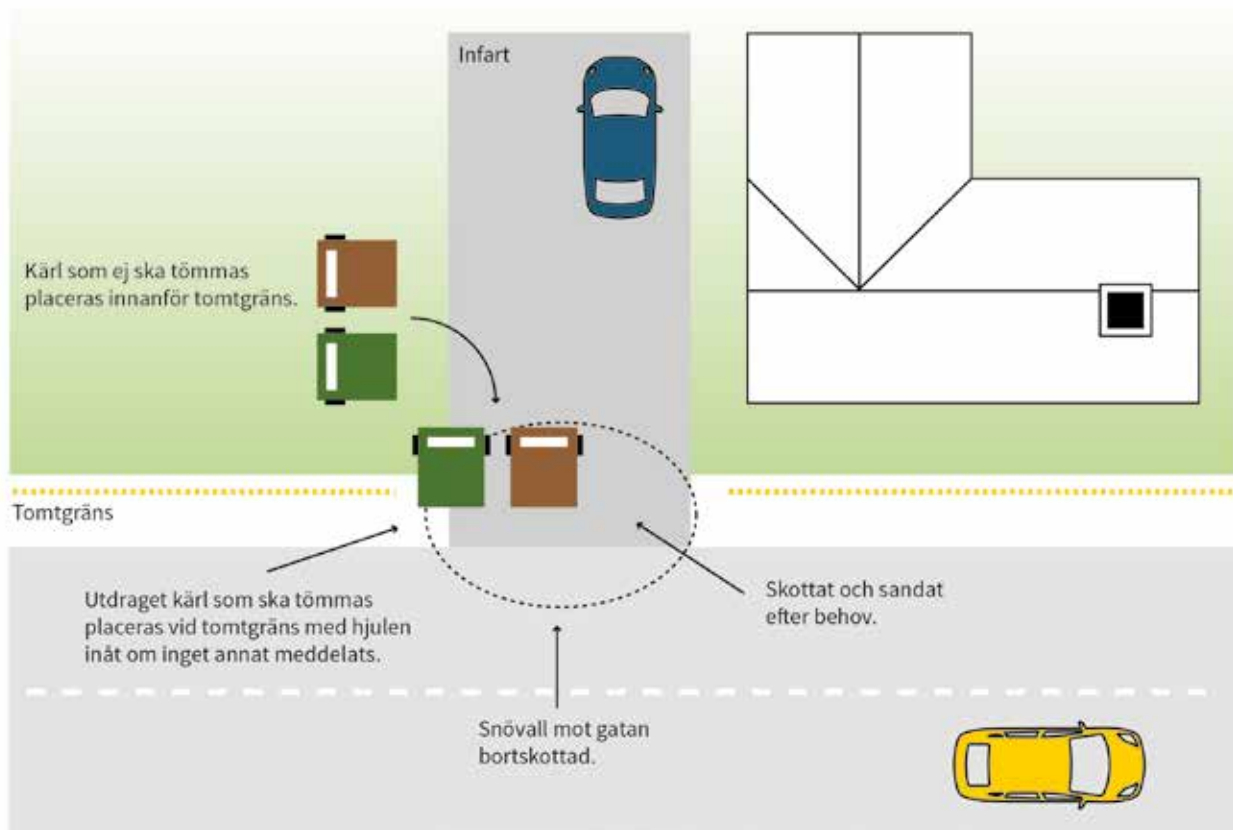 Infart
Kärl som ej ska tömmas
placeras innanför tomtgräns.
Tomtgräns
Utdraget kärl som ska tömmas
placeras vid tomtgräns med hjulen
inåt om inget annat meddelats.
Skottat och sandat
efter behov.
Snövall mot gatan
bortskottad.